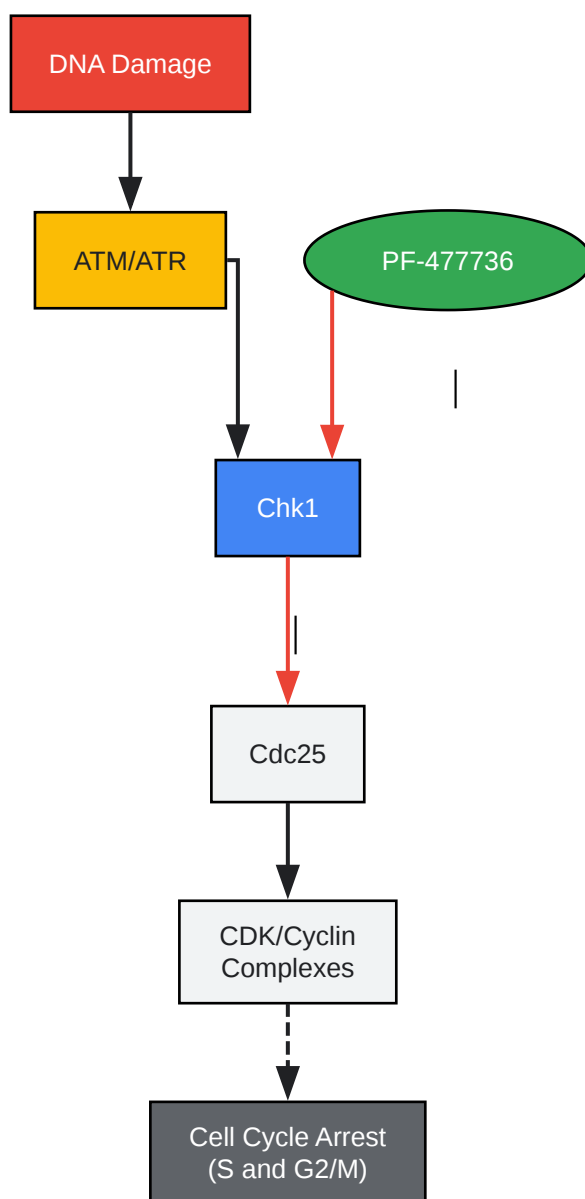 DNA Damage
ATM/ATR
PF-477736
|
Chk1
|
Cdc25
CDK/Cyclin
Complexes
Cell Cycle Arrest
(S and G2/M)